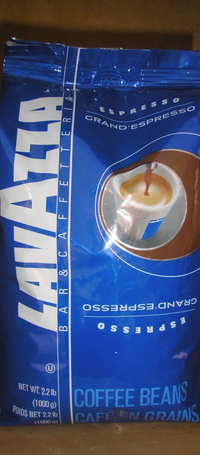 ESPRESSO
GRAND'ESPRESSO
LAVAZZA
BAR & CAFFETTERIA
GRAND'ESPRESSO
ESPRESSO
U
NET WT. 2.2 lb
(1000 g)
POIDS NET 2.2 lb
(1000 g)
COFFEE BEANS
CAFÉ EN GRAINS